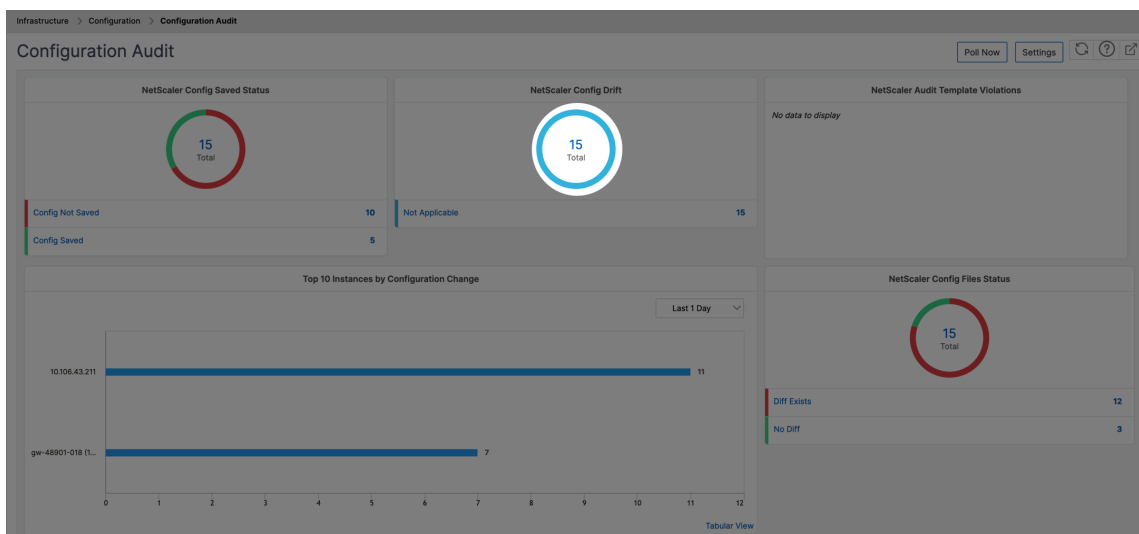 Infrastructure > Configuration > Configuration Audit
Configuration Audit
Poll Now
Settings
NetScaler Config Saved Status
15
Total
Config Not Saved 10
Config Saved 5
NetScaler Config Drift
15
Total
Not Applicable 15
NetScaler Audit Template Violations
No data to display
Top 10 Instances by Configuration Change
Last 1 Day
10.106.43.211 11
gw-48901-018 (1... 7
0 1 2 3 4 5 6 7 8 9 10 11 12
Tabular View
NetScaler Config Files Status
15
Total
Diff Exists 12
No Diff 3